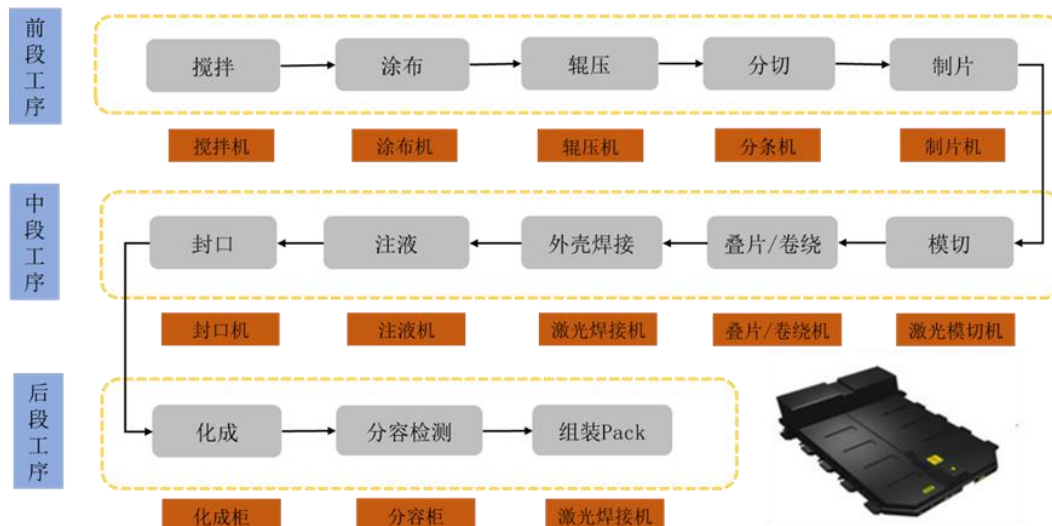 前段工序
搅拌
涂布
辊压
分切
制片
搅拌机
涂布机
辊压机
分条机
制片机
中段工序
封口
注液
外壳焊接
叠片/卷绕
模切
封口机
注液机
激光焊接机
叠片/卷绕机
激光模切机
后段工序
化成
分容检测
组装Pack
化成柜
分容柜
激光焊接机